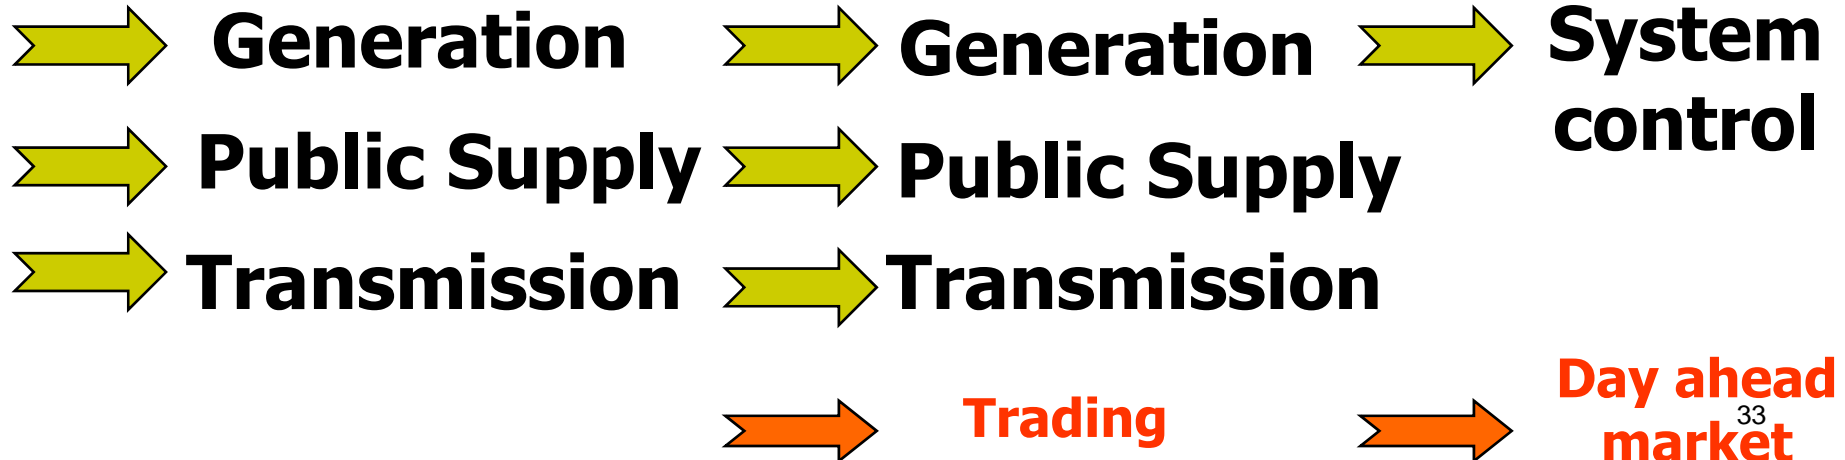 Generation
Public Supply
Transmission
Generation
Public Supply
Transmission
Trading
System
control
Day ahead
market
33